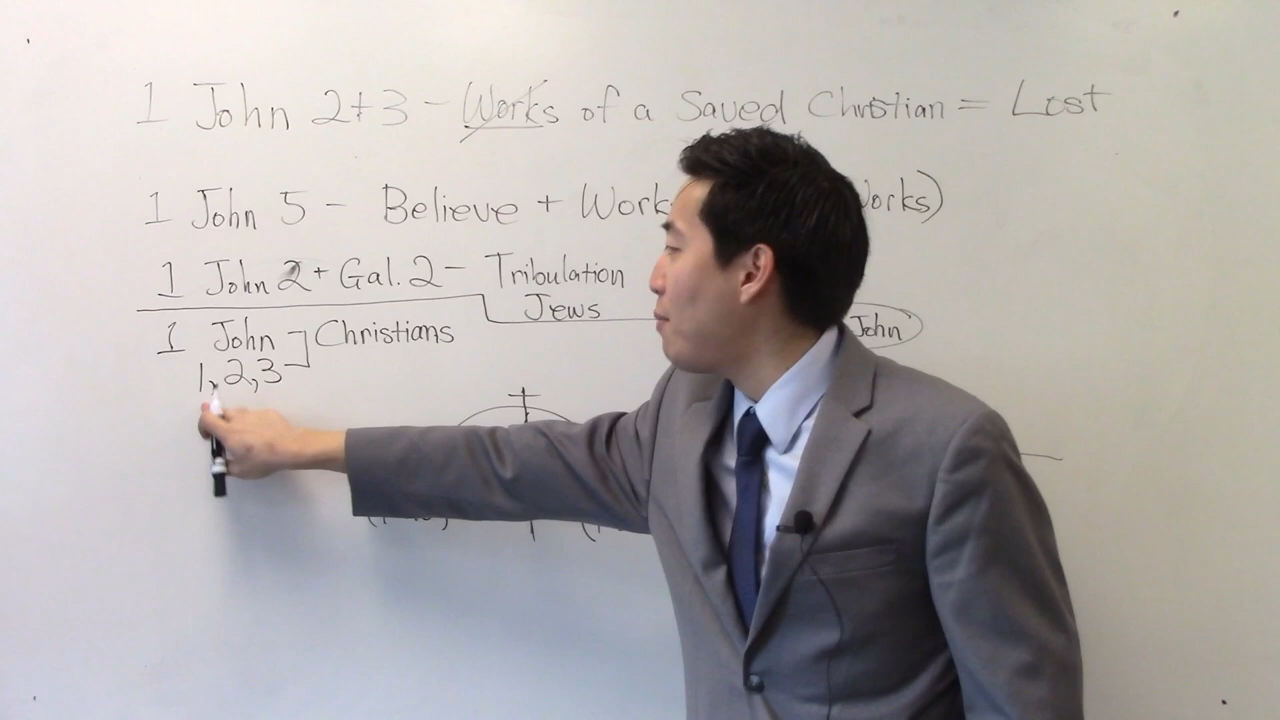 1 John 2+3 - Works of a Saved Christian = Lost
1 John 5 - Believe + Work orks)
1 John 2 + Gal. 2 - Tribulation
Jews
1 John ] Christians
1, 2, 3
John